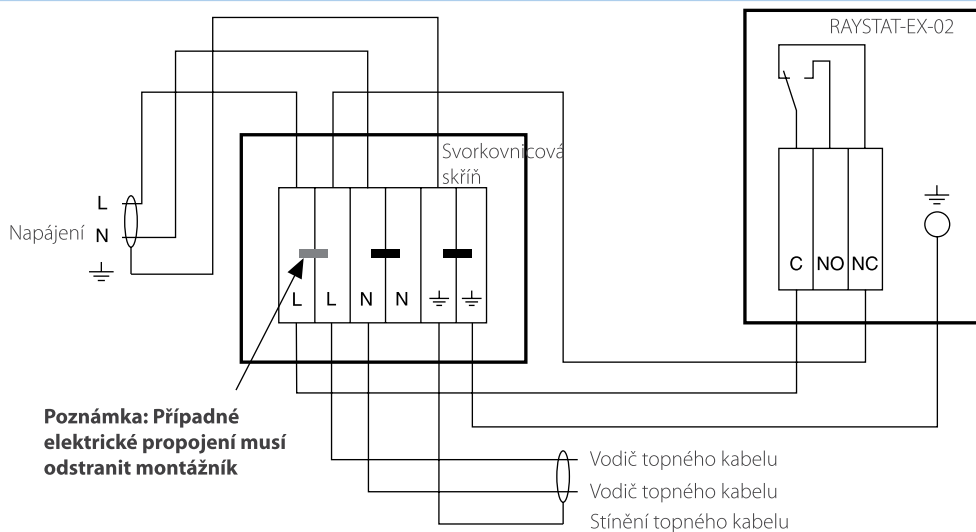 RAYSTAT-EX-02
Svorkovnicová
skříň
L
Napájení N
L L N N
C NO NC
Poznámka: Případné
elektrické propojení musí
odstranit montážník
Vodič topného kabelu
Vodič topného kabelu
Stínění topného kabelu